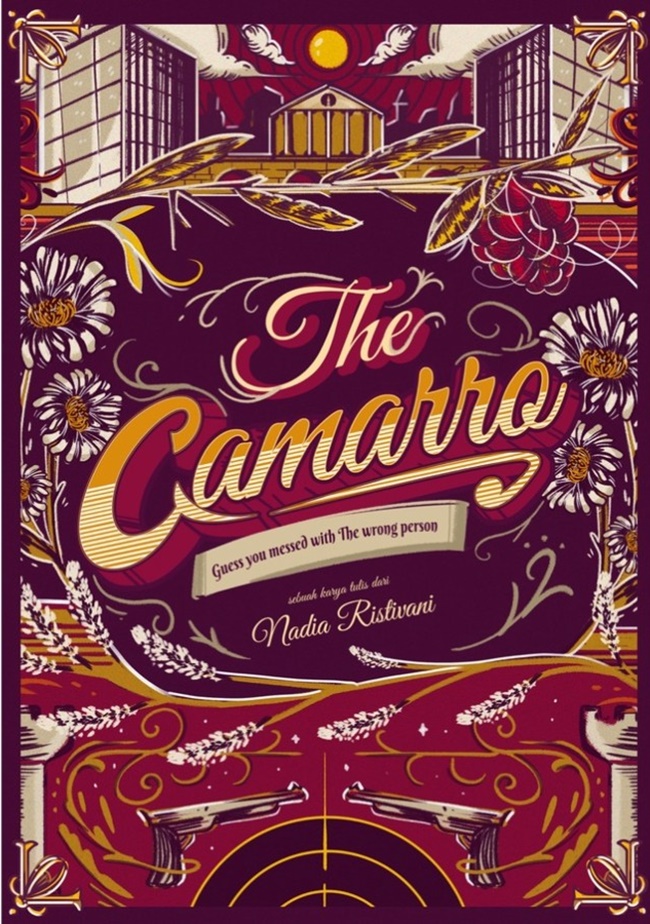 The
Camarro
Guess you messed with The wrong person
sebuah karya tulis dari
Nadia Ristivani